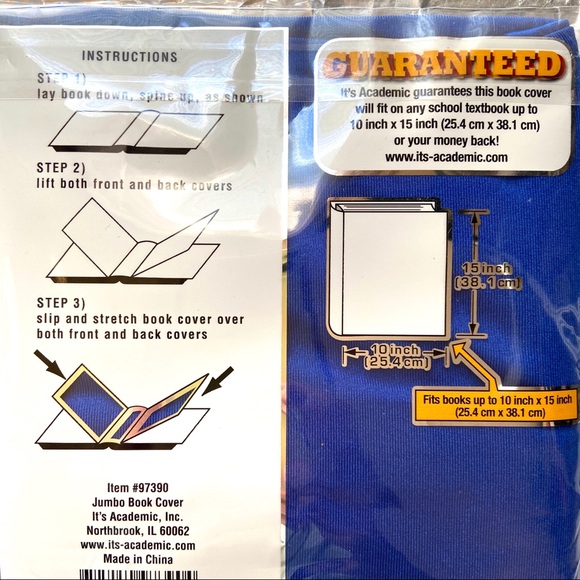 INSTRUCTIONS
STEP 1)
lay book down, spine up, as shown
STEP 2)
lift both front and back covers
STEP 3)
slip and stretch book cover over
both front and back covers
Item #97390
Jumbo Book Cover
It's Academic, Inc.
Northbrook, IL 60062
www.its-academic.com
Made in China
GUARANTEED
It's Academic guarantees this book cover
will fit on any school textbook up to
10 inch x 15 inch (25.4 cm x 38.1 cm)
or your money back!
www.its-academic.com
15 inch
(38.1cm)
10 inch
(25.4cm)
Fits books up to 10 inch x 15 inch
(25.4 cm x 38.1 cm)